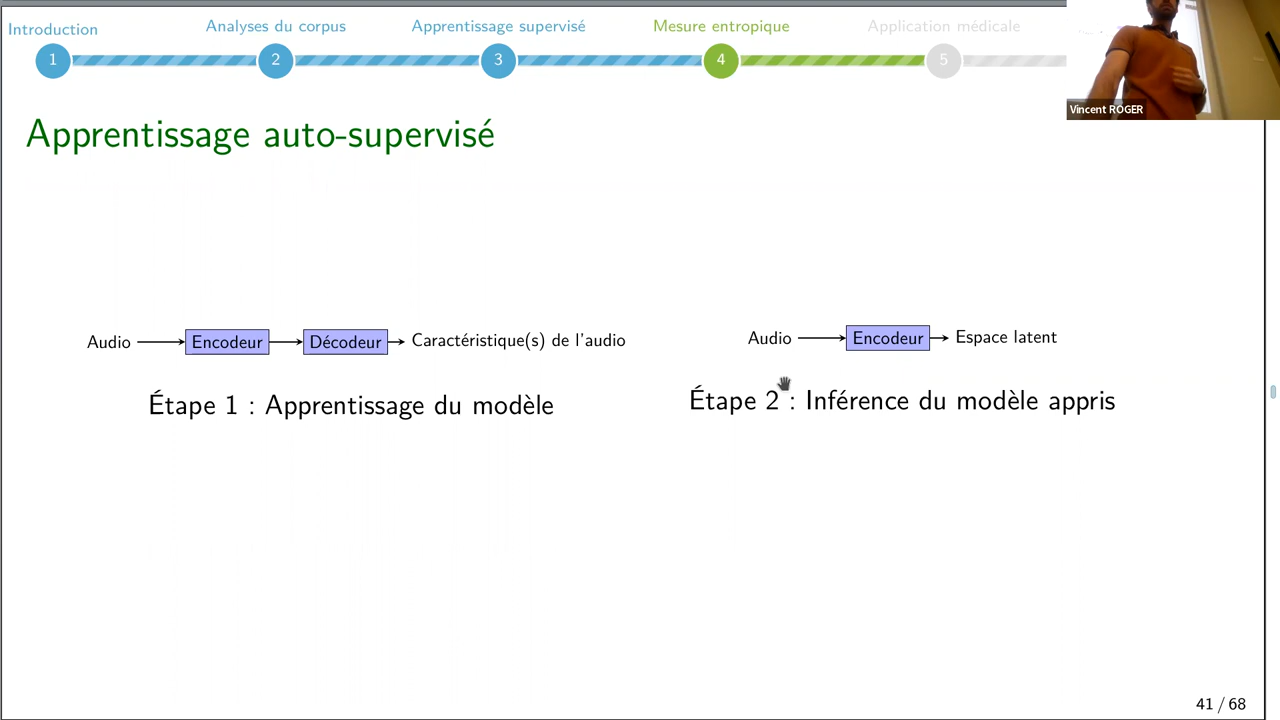 Introduction
Analyses du corpus
Apprentissage supervisé
Mesure entropique
Application médicale
1
2
3
4
5
Vincent ROGER
Apprentissage auto-supervisé
Audio
Encodeur
Décodeur
Caractéristique(s) de l'audio
Étape 1 : Apprentissage du modèle
Audio
Encodeur
Espace latent
Étape 2 : Inférence du modèle appris
41 / 68